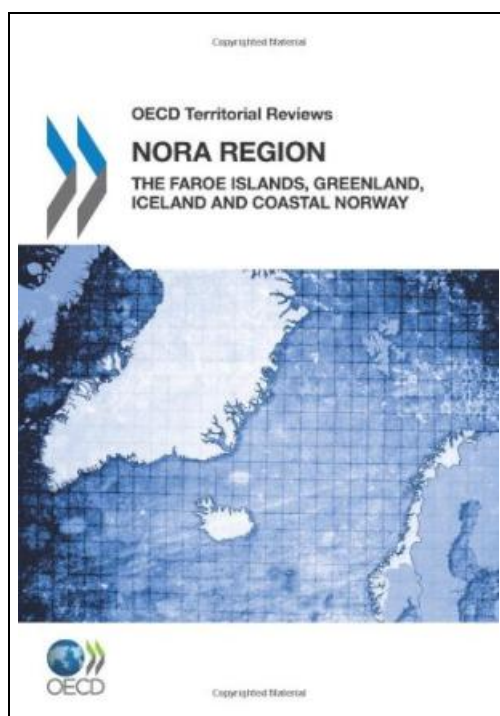 Copyrighted Material
OECD Territorial Reviews
NORA REGION
THE FAROE ISLANDS, GREENLAND,
ICELAND AND COASTAL NORWAY
OECD
Copyrighted Material